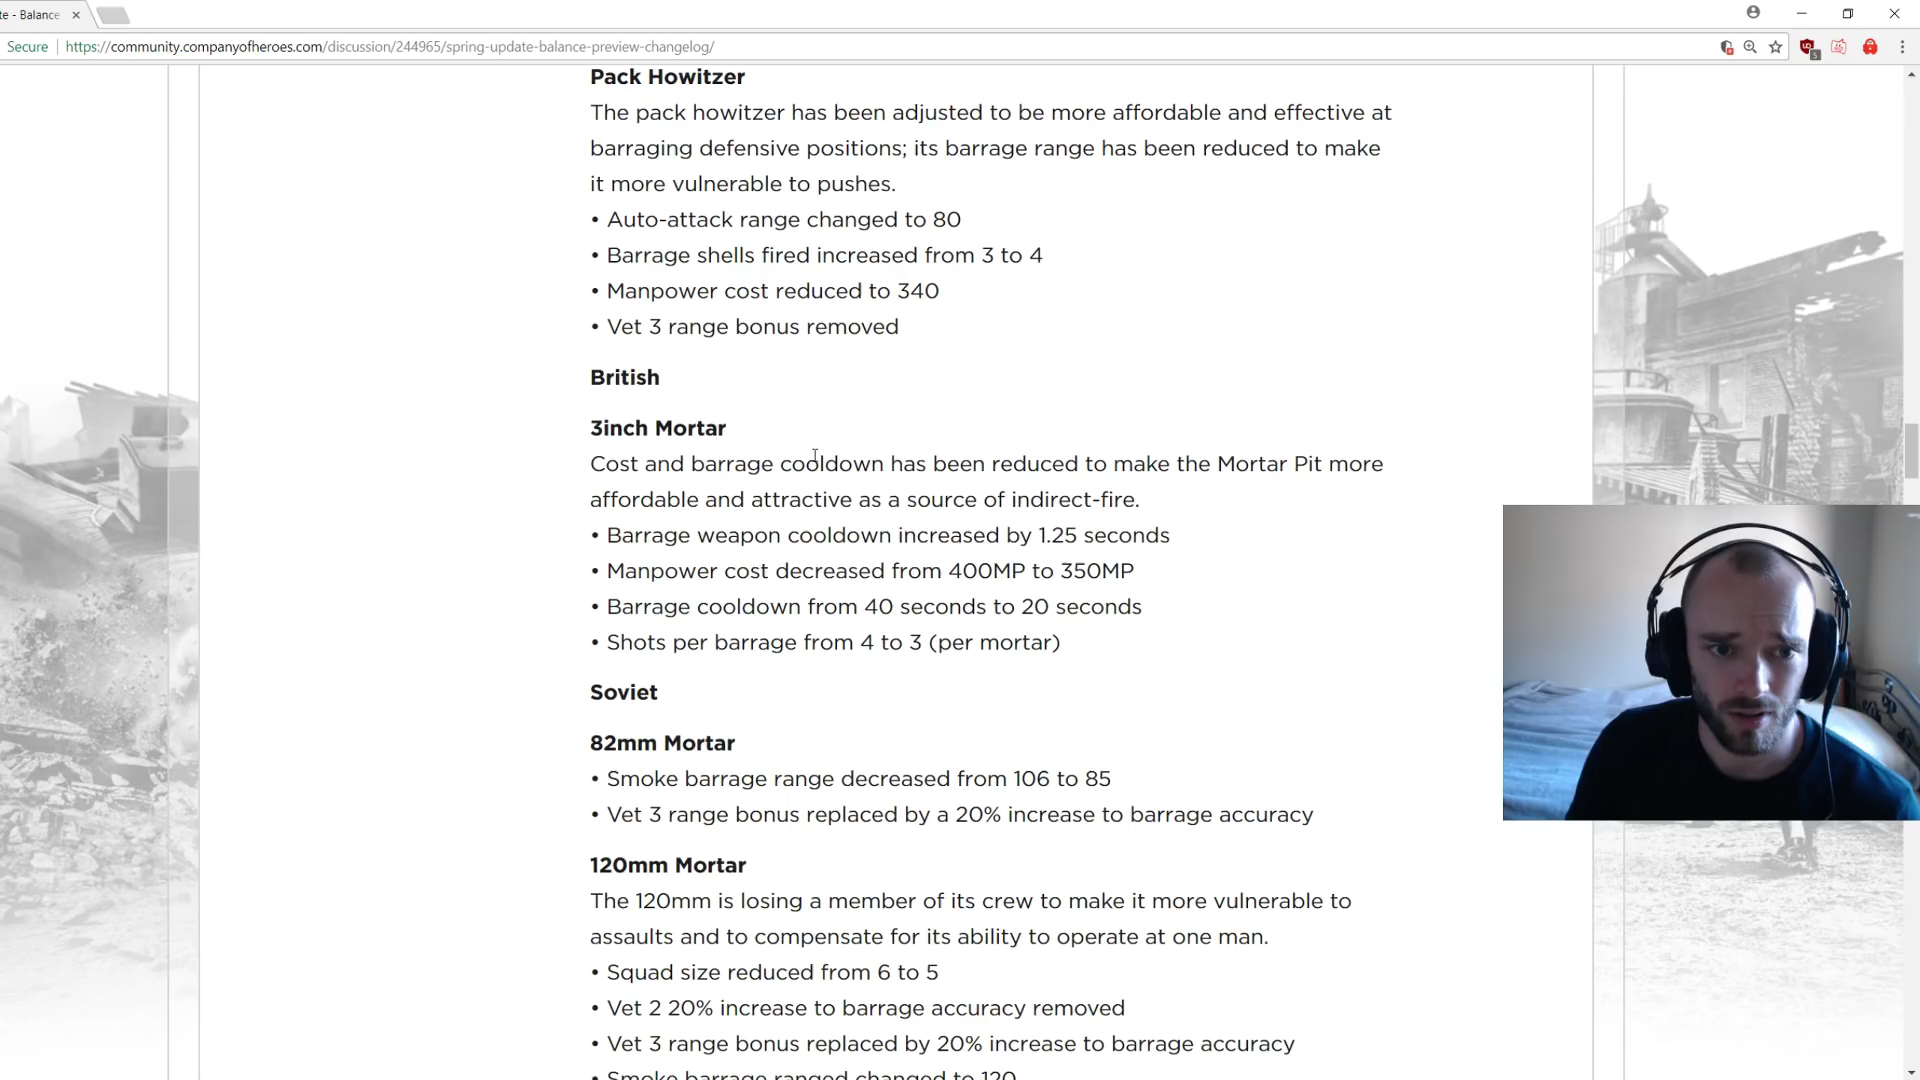 te - Balance
Secure https://community.companyofheroes.com/discussion/244965/spring-update-balance-preview-changelog/
Pack Howitzer
The pack howitzer has been adjusted to be more affordable and effective at
barraging defensive positions; its barrage range has been reduced to make
it more vulnerable to pushes.
• Auto-attack range changed to 80
• Barrage shells fired increased from 3 to 4
• Manpower cost reduced to 340
• Vet 3 range bonus removed
British
3inch Mortar
Cost and barrage cooldown has been reduced to make the Mortar Pit more
affordable and attractive as a source of indirect-fire.
• Barrage weapon cooldown increased by 1.25 seconds
• Manpower cost decreased from 400MP to 350MP
• Barrage cooldown from 40 seconds to 20 seconds
• Shots per barrage from 4 to 3 (per mortar)
Soviet
82mm Mortar
• Smoke barrage range decreased from 106 to 85
• Vet 3 range bonus replaced by a 20% increase to barrage accuracy
120mm Mortar
The 120mm is losing a member of its crew to make it more vulnerable to
assaults and to compensate for its ability to operate at one man.
• Squad size reduced from 6 to 5
• Vet 2 20% increase to barrage accuracy removed
• Vet 3 range bonus replaced by 20% increase to barrage accuracy
• Smoke barrage ranged changed to 120